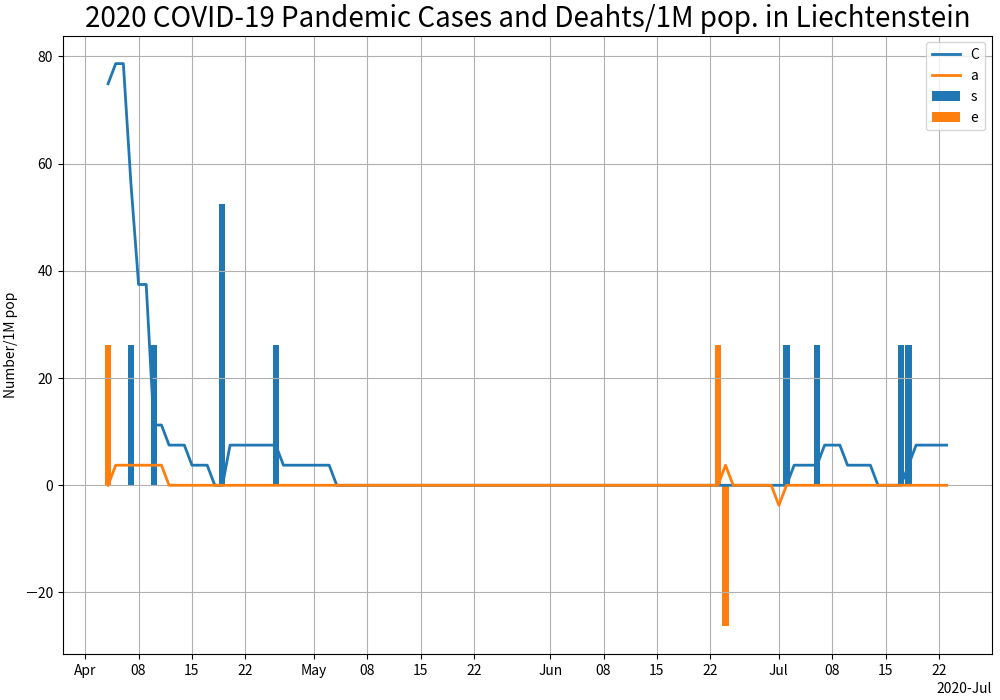 2020 COVID-19 Pandemic Cases and Deahts/1M pop. in Liechtenstein
C
a
s
e
Number/1M pop
80
60
40
20
0
−20
Apr 08 15 22 May 08 15 22 Jun 08 15 22 Jul 08 15 22
2020-Jul